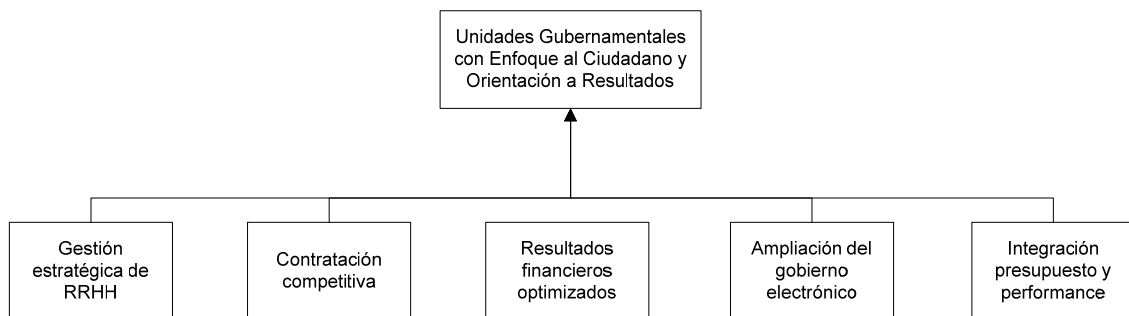 Unidades Gubernamentales
con Enfoque al Ciudadano y
Orientación a Resultados
Gestión
estratégica de
RRHH
Contratación
competitiva
Resultados
financieros
optimizados
Ampliación del
gobierno
electrónico
Integración
presupuesto y
performance